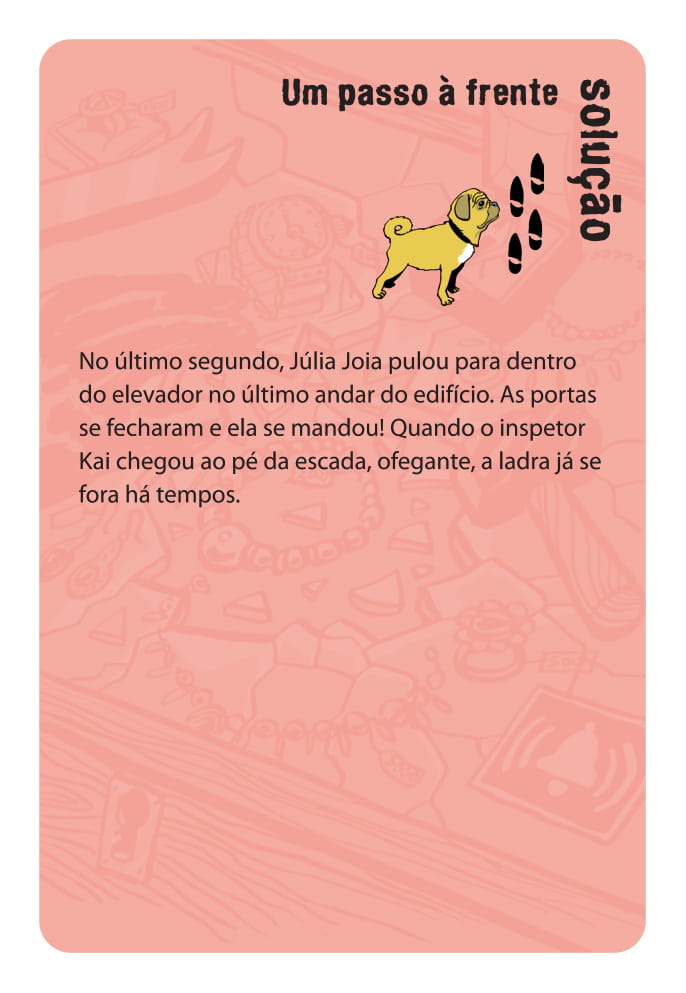 Um passo à frente
solução
No último segundo, Júlia Joia pulou para dentro
do elevador no último andar do edifício. As portas
se fecharam e ela se mandou! Quando o inspetor
Kai chegou ao pé da escada, ofegante, a ladra já se
fora há tempos.